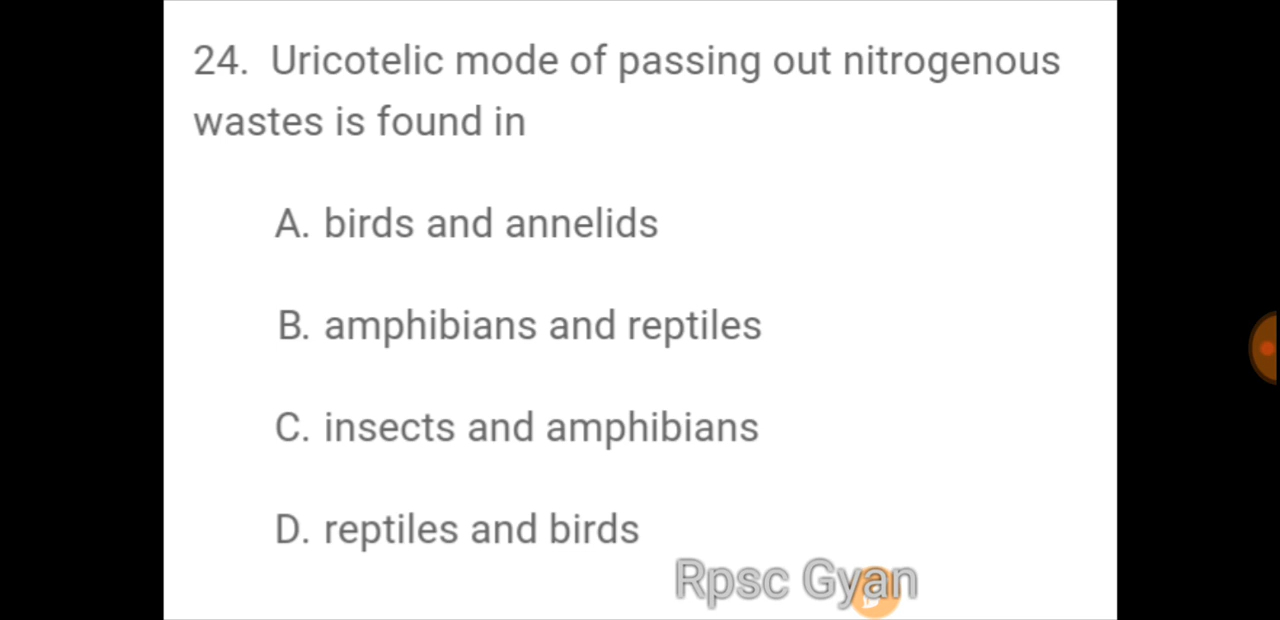 24. Uricotelic mode of passing out nitrogenous
wastes is found in
A. birds and annelids
B. amphibians and reptiles
C. insects and amphibians
D. reptiles and birds
Rpsc Gyan